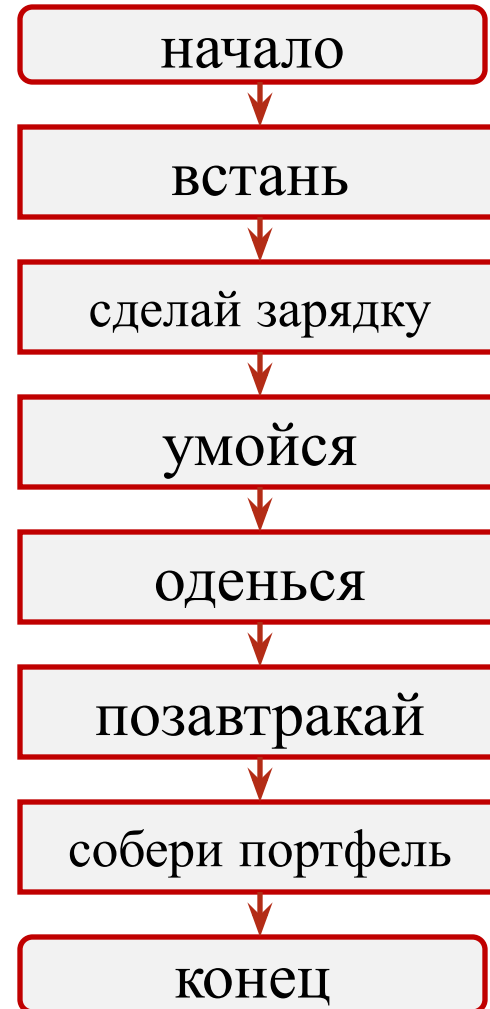 начало
встань
сделай зарядку
умойся
оденься
позавтракай
собери портфель
конец